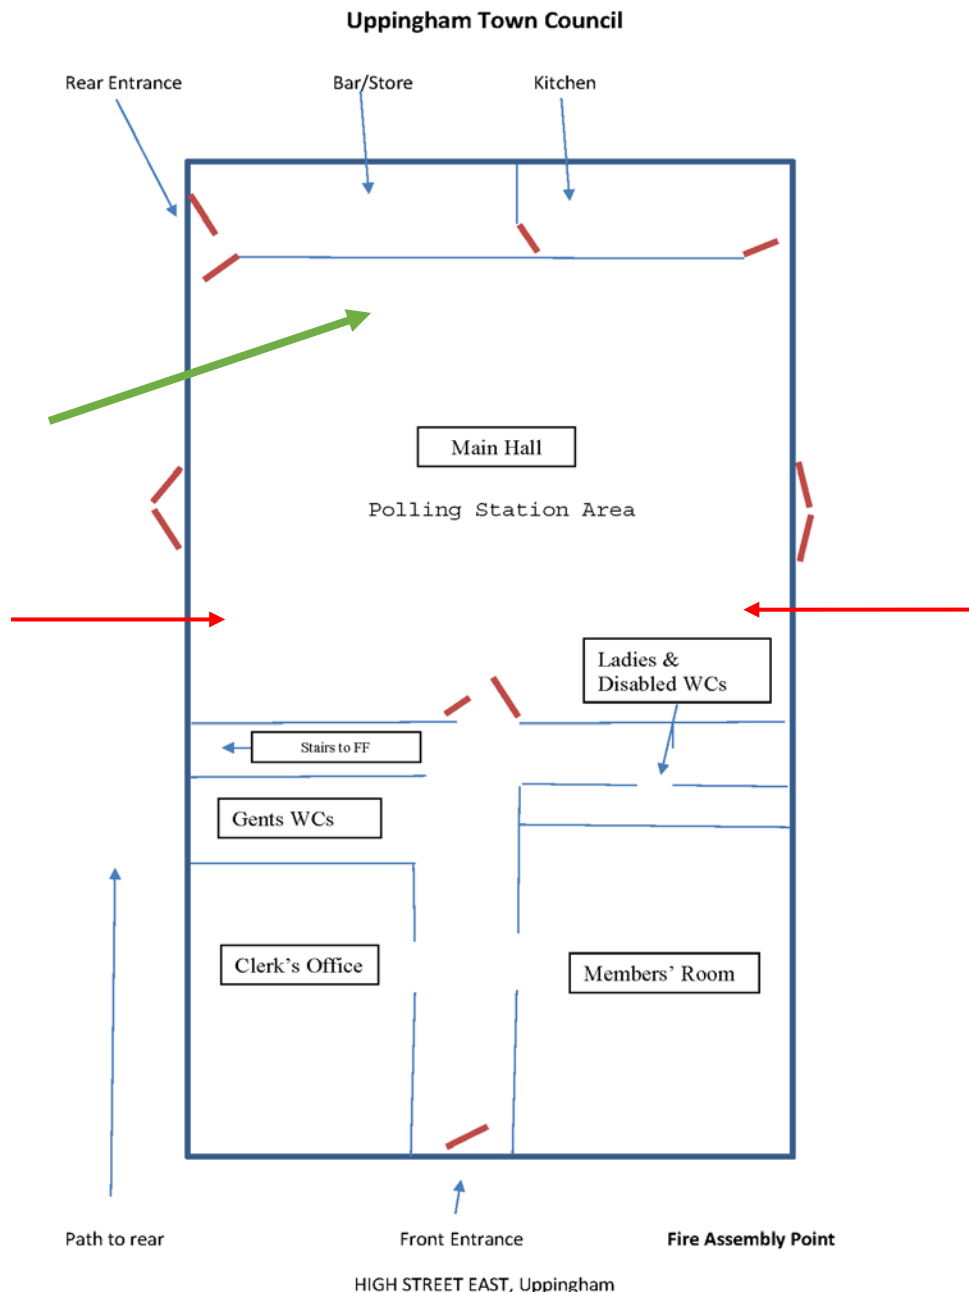 Uppingham Town Council
Rear Entrance
Bar/Store
Kitchen
Main Hall
Polling Station Area
Ladies &
Disabled WCs
Stairs to FF
Gents WCs
Clerk's Office
Members' Room
Path to rear
Front Entrance
Fire Assembly Point
HIGH STREET EAST, Uppingham